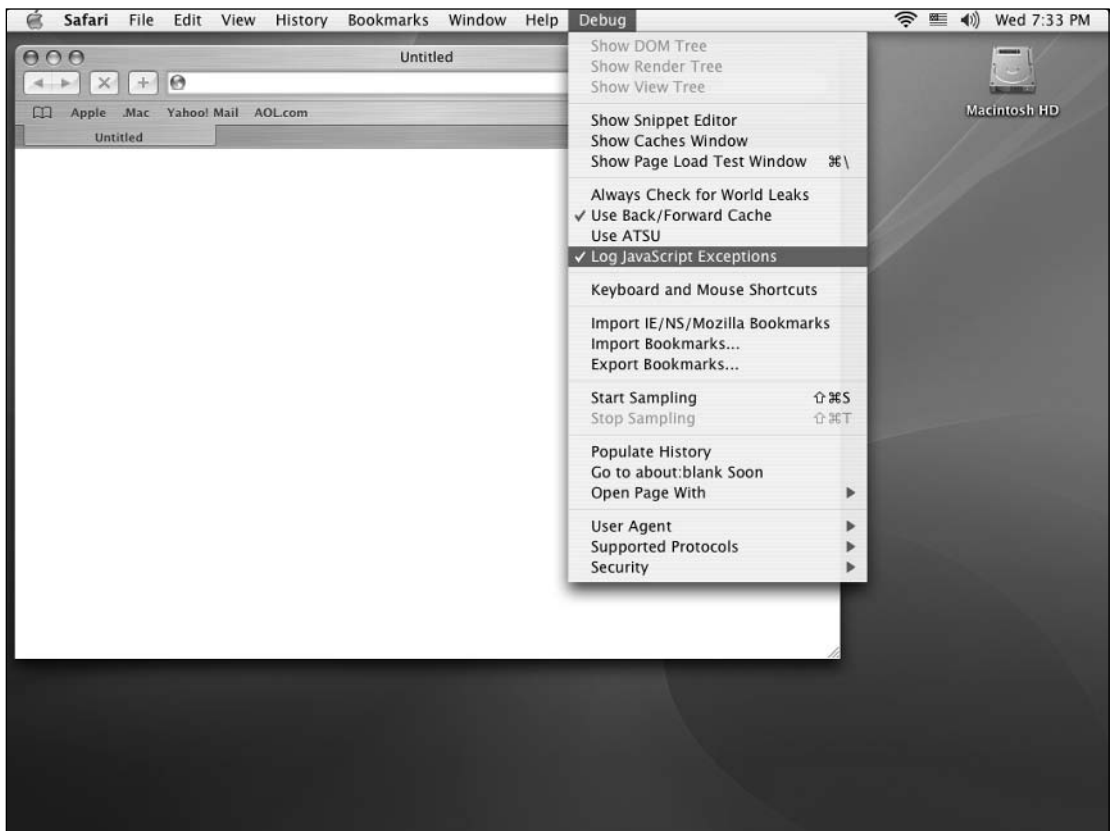 Safari File Edit View History Bookmarks Window Help Debug Wed 7:33 PM
Untitled
Apple .Mac Yahoo! Mail AOL.com
Untitled
Show DOM Tree
Show Render Tree
Show View Tree
Show Snippet Editor
Show Caches Window
Show Page Load Test Window ⌘\
Always Check for World Leaks
✓ Use Back/Forward Cache
Use ATSU
✓ Log JavaScript Exceptions
Keyboard and Mouse Shortcuts
Import IE/NS/Mozilla Bookmarks
Import Bookmarks...
Export Bookmarks...
Start Sampling ⇧⌘S
Stop Sampling ⇧⌘T
Populate History
Go to about:blank Soon
Open Page With ▶
User Agent ▶
Supported Protocols ▶
Security ▶
Macintosh HD